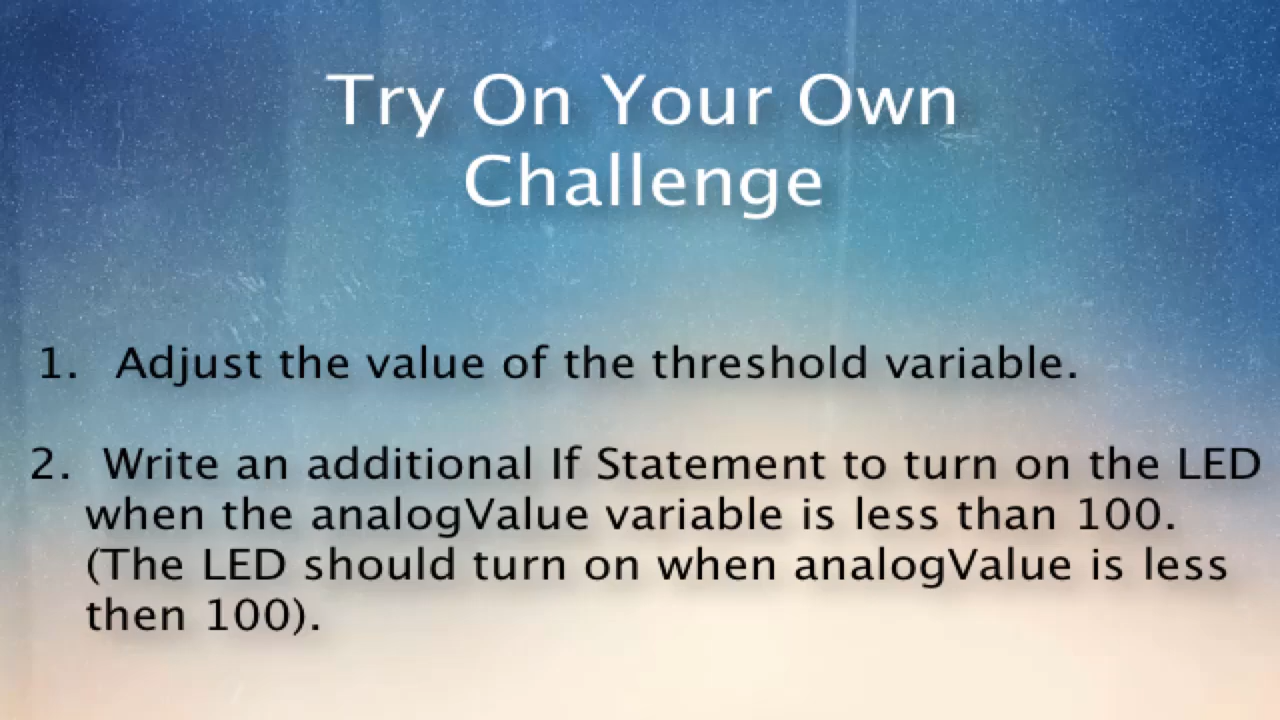 Try On Your Own
Challenge
1. Adjust the value of the threshold variable.
2. Write an additional If Statement to turn on the LED
when the analogValue variable is less than 100.
(The LED should turn on when analogValue is less
then 100).